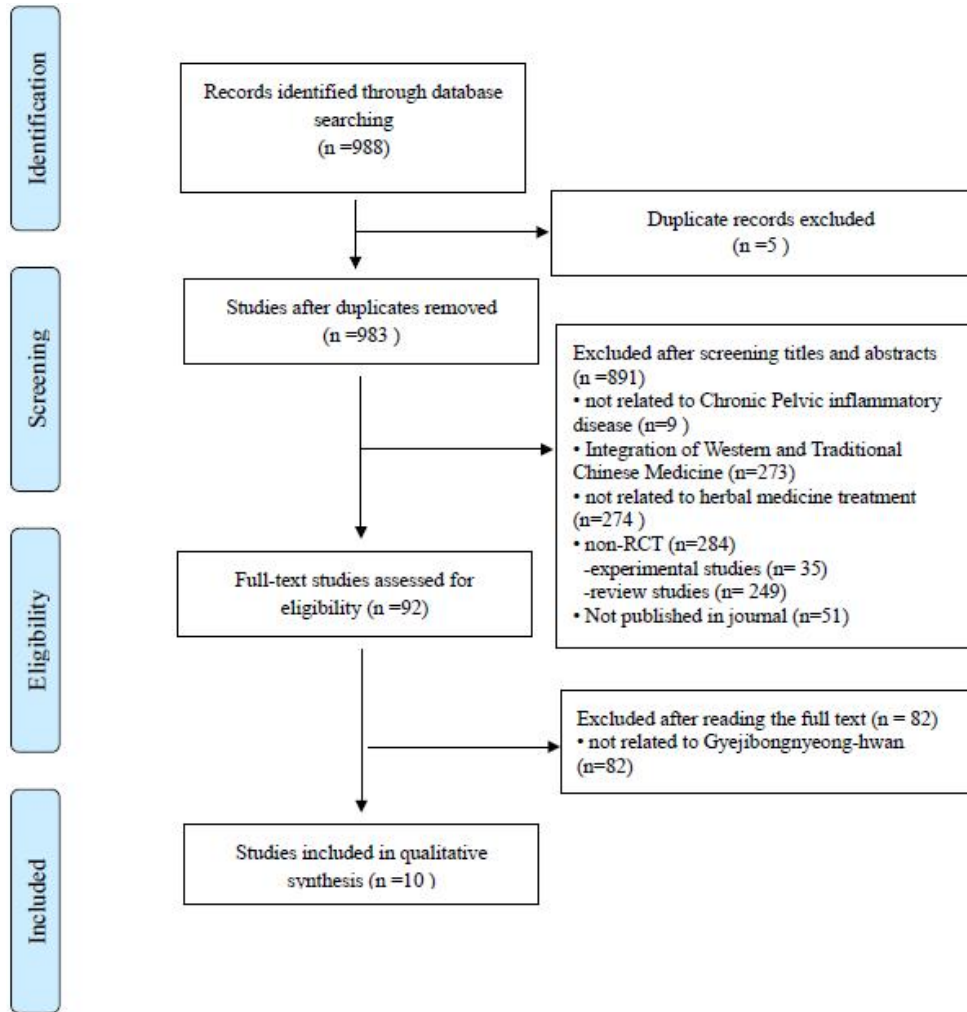 Identification
Records identified through database
searching
(n =988)
Duplicate records excluded
(n =5 )
Screening
Studies after duplicates removed
(n =983 )
Excluded after screening titles and abstracts
(n =891)
• not related to Chronic Pelvic inflammatory
disease (n=9 )
• Integration of Western and Traditional
Chinese Medicine (n=273)
• not related to herbal medicine treatment
(n=274 )
• non-RCT (n=284)
-experimental studies (n= 35)
-review studies (n= 249)
• Not published in journal (n=51)
Eligibility
Full-text studies assessed for
eligibility (n =92)
Excluded after reading the full text (n = 82)
• not related to Gyejibongnyeong-hwan
(n=82)
Included
Studies included in qualitative
synthesis (n =10 )